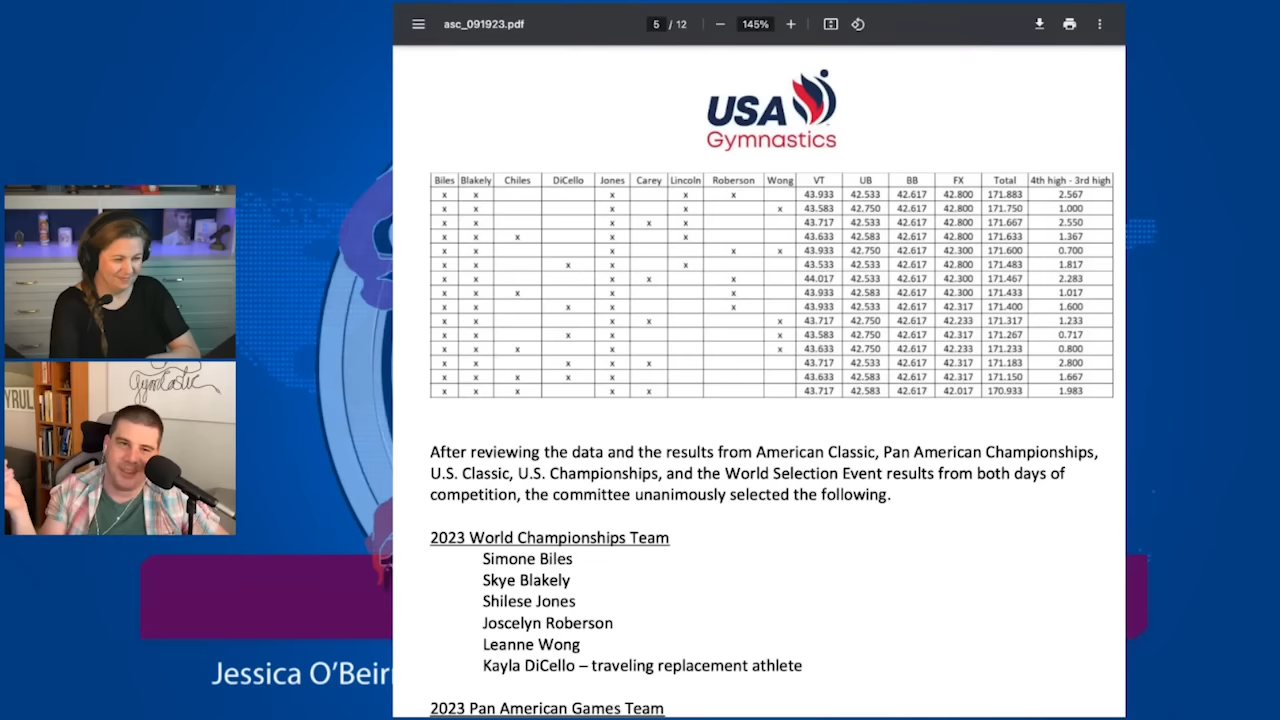 asc_091923.pdf 5 / 12 145%
USA
Gymnastics
Biles Blakely Chiles DiCello Jones Carey Lincoln Roberson Wong VT UB BB FX Total 4th high - 3rd high
x x x x x 43.933 42.533 42.617 42.800 171.883 2.567
x x x x x 43.583 42.750 42.617 42.800 171.750 1.000
x x x x x 43.717 42.533 42.617 42.800 171.667 2.550
x x x x x 43.633 42.583 42.617 42.800 171.633 1.367
x x x x x 43.933 42.750 42.617 42.300 171.600 0.700
x x x x x 43.533 42.533 42.617 42.800 171.483 1.817
x x x x x 44.017 42.533 42.617 42.300 171.467 2.283
x x x x x 43.933 42.583 42.617 42.300 171.433 1.017
x x x x x 43.933 42.533 42.617 42.317 171.400 1.600
x x x x x 43.717 42.750 42.617 42.233 171.317 1.233
x x x x x 43.583 42.750 42.617 42.317 171.267 0.717
x x x x x 43.633 42.750 42.617 42.233 171.233 0.800
x x x x x 43.717 42.533 42.617 42.317 171.183 2.800
x x x x x 43.633 42.583 42.617 42.317 171.150 1.667
x x x x x 43.717 42.583 42.617 42.017 170.933 1.983
After reviewing the data and the results from American Classic, Pan American Championships,
U.S. Classic, U.S. Championships, and the World Selection Event results from both days of
competition, the committee unanimously selected the following.
2023 World Championships Team
Simone Biles
Skye Blakely
Shilese Jones
Joscelyn Roberson
Leanne Wong
Kayla DiCello – traveling replacement athlete
2023 Pan American Games Team
GymCastic
YRUL
Jessica O'Beir